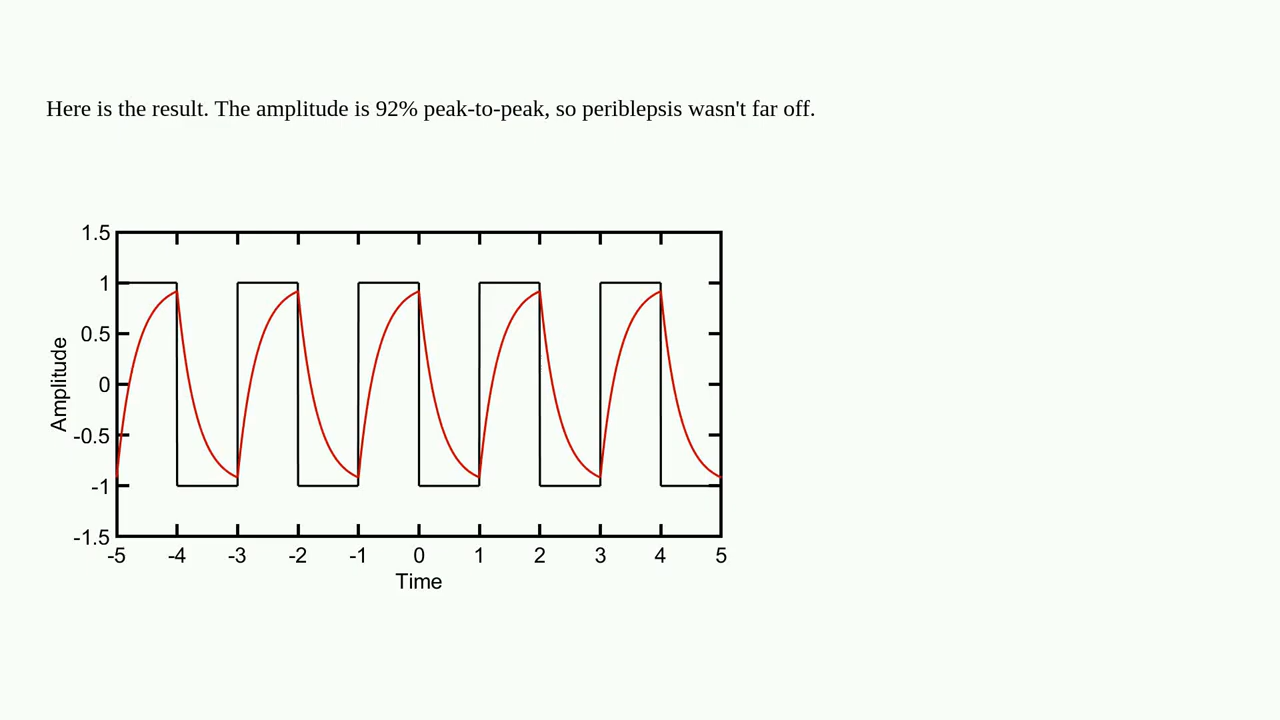 Here is the result. The amplitude is 92% peak-to-peak, so periblepsis wasn't far off.
1.5
1
0.5
0
-0.5
-1
-1.5
Amplitude
-5 -4 -3 -2 -1 0 1 2 3 4 5
Time